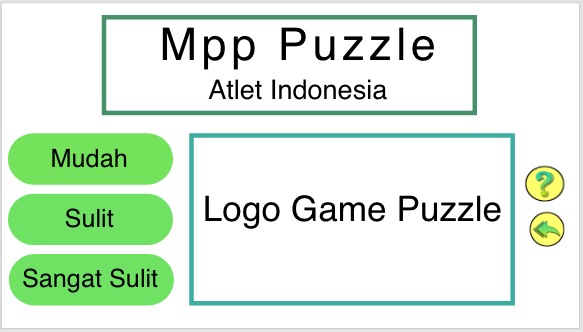 Mpp Puzzle
Atlet Indonesia
Mudah
Sulit
Sangat Sulit
Logo Game Puzzle
?